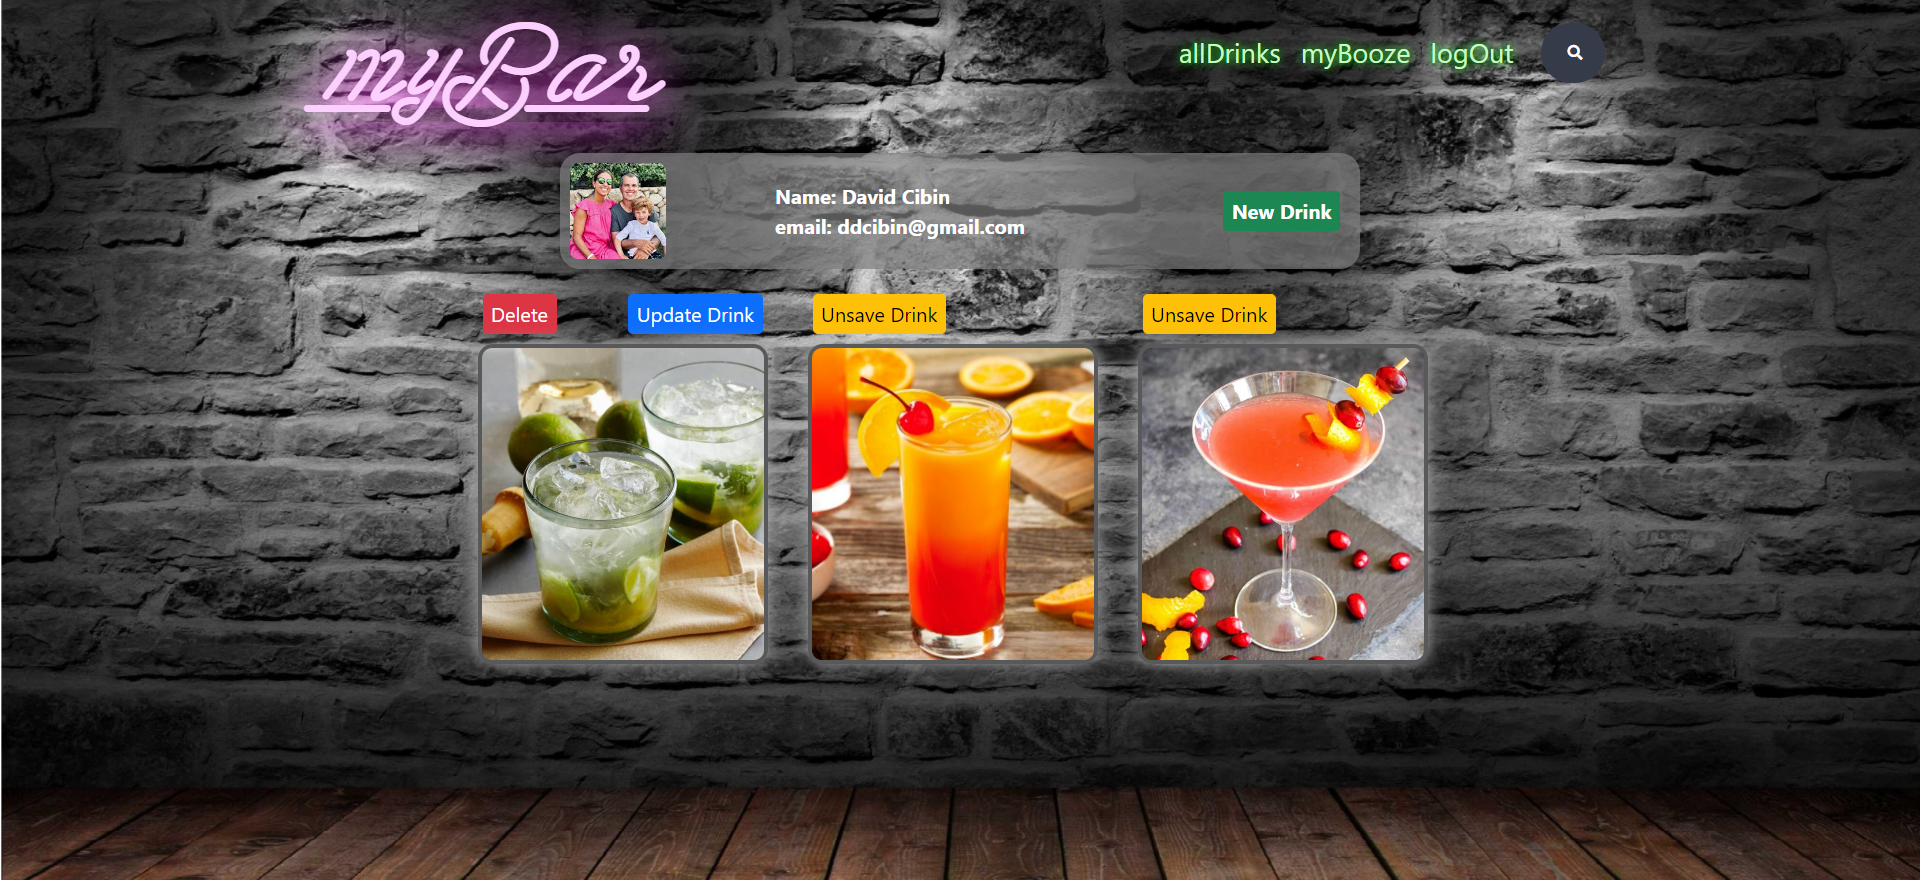 myBar
allDrinks myBooze logOut
Name: David Cibin
email: ddcibin@gmail.com
New Drink
Delete
Update Drink
Unsave Drink
Unsave Drink